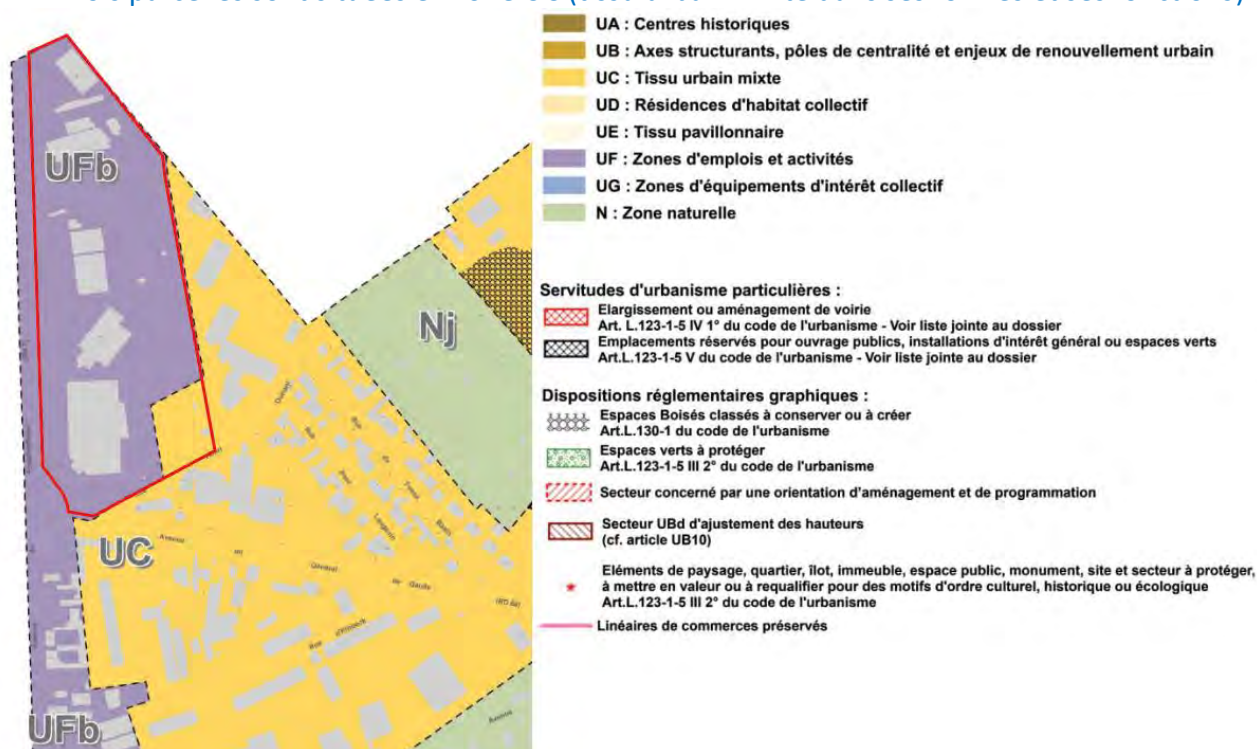 UA : Centres historiques
UB : Axes structurants, pôles de centralité et enjeux de renouvellement urbain
UC : Tissu urbain mixte
UD : Résidences d'habitat collectif
UE : Tissu pavillonnaire
UF : Zones d'emplois et activités
UG : Zones d'équipements d'intérêt collectif
N : Zone naturelle
Servitudes d'urbanisme particulières :
Elargissement ou aménagement de voirie
Art. L.123-1-5 IV 1° du code de l'urbanisme - Voir liste jointe au dossier
Emplacements réservés pour ouvrage publics, installations d'intérêt général ou espaces verts
Art.L.123-1-5 V du code de l'urbanisme - Voir liste jointe au dossier
Dispositions réglementaires graphiques :
Espaces Boisés classés à conserver ou à créer
Art.L.130-1 du code de l'urbanisme
Espaces verts à protéger
Art.L.123-1-5 III 2° du code de l'urbanisme
Secteur concerné par une orientation d'aménagement et de programmation
Secteur UBd d'ajustement des hauteurs
(cf. article UB10)
Eléments de paysage, quartier, îlot, immeuble, espace public, monument, site et secteur à protéger,
à mettre en valeur ou à requalifier pour des motifs d'ordre culturel, historique ou écologique
Art.L.123-1-5 III 2° du code de l'urbanisme
Linéaires de commerces préservés
UFb
Nj
UC
UFb
Avenue du Général de Gaulle
Rue
Avenue